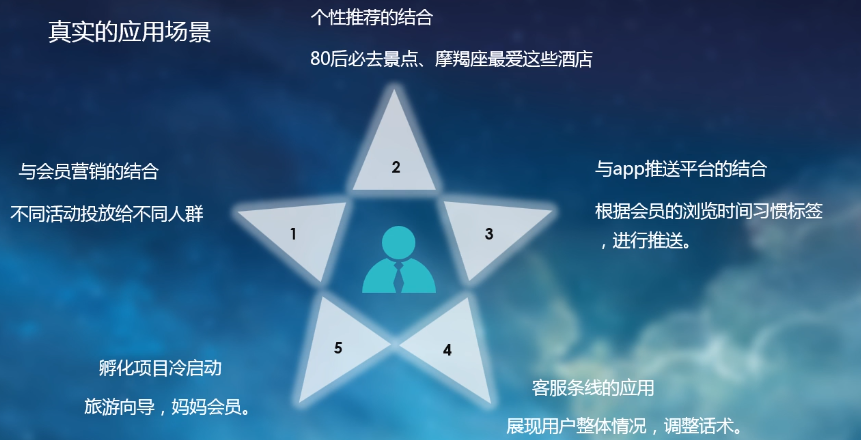 真实的应用场景
个性推荐的结合
80后必去景点、摩羯座最爱这些酒店
与会员营销的结合
不同活动投放给不同人群
与app推送平台的结合
根据会员的浏览时间习惯标签
，进行推送。
2
1
3
5
4
孵化项目冷启动
旅游向导，妈妈会员。
客服条线的应用
展现用户整体情况，调整话术。